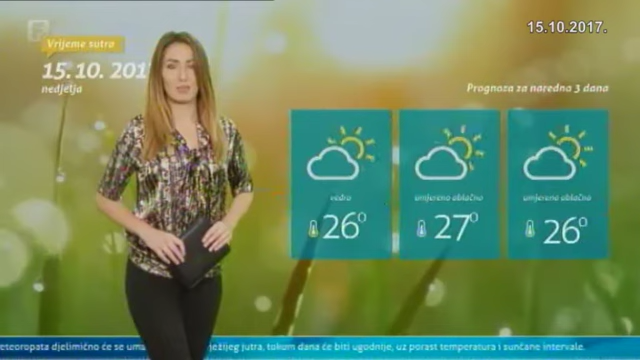 15.10.2017.
Vrijeme sutra
15.10. 201
nedjelja
Prognoza za naredna 3 dana
vedro
umjereno oblačno
umjereno oblačno
26°
27°
26°
eteoropata djelimično će se uma žijeg jutra, tokom dana će biti ugodnije, uz porast temperatura i sunčane intervale.